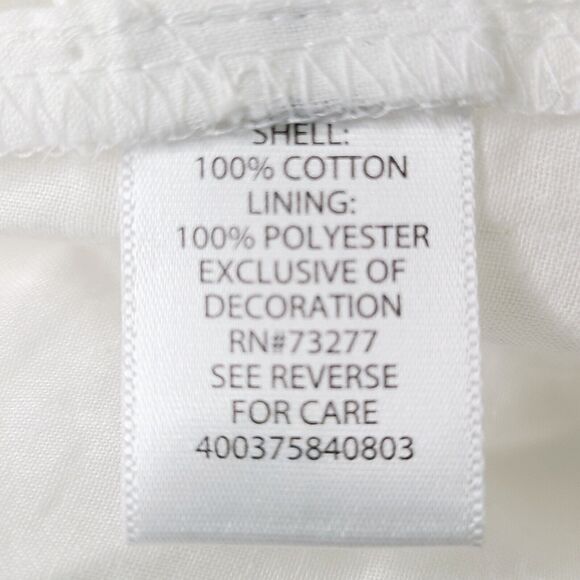 SHELL:
100% COTTON
LINING:
100% POLYESTER
EXCLUSIVE OF
DECORATION
RN#73277
SEE REVERSE
FOR CARE
400375840803